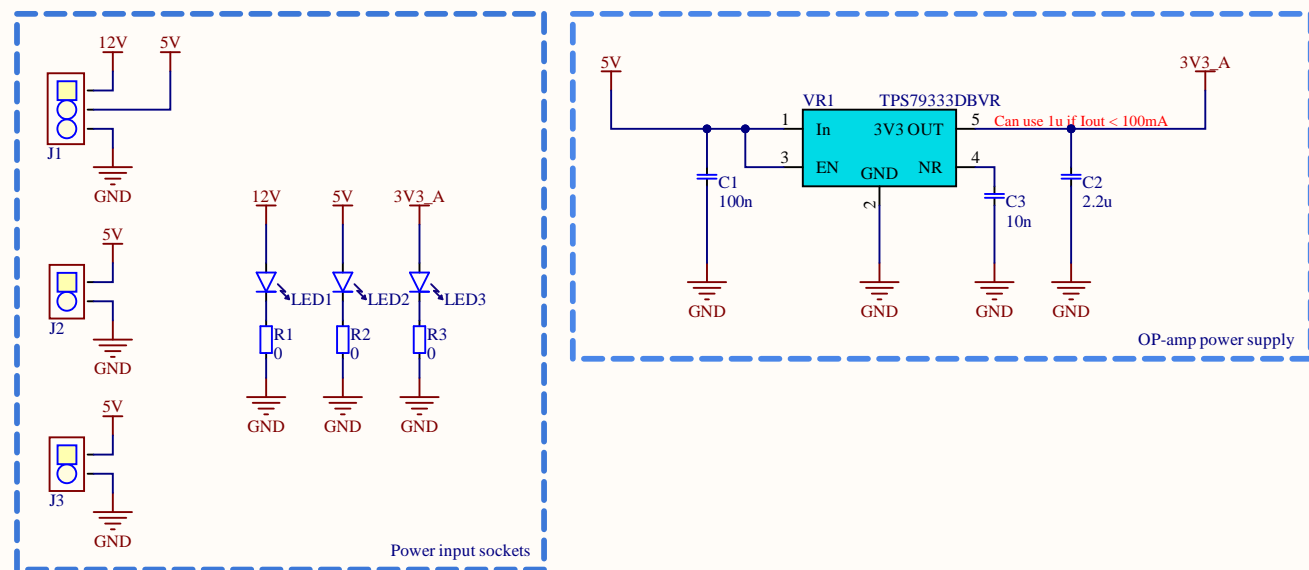 12V
5V
J1
GND
5V
J2
GND
5V
J3
GND
12V
5V
3V3_A
LED1
LED2
LED3
R1
0
R2
0
R3
0
GND
GND
GND
Power input sockets
5V
3V3_A
VR1
TPS79333DBVR
1
In
3V3 OUT
5
Can use 1u if Iout < 100mA
3
EN
GND
NR
4
2
C1
100n
C3
10n
C2
2.2u
GND
GND
GND
GND
OP-amp power supply